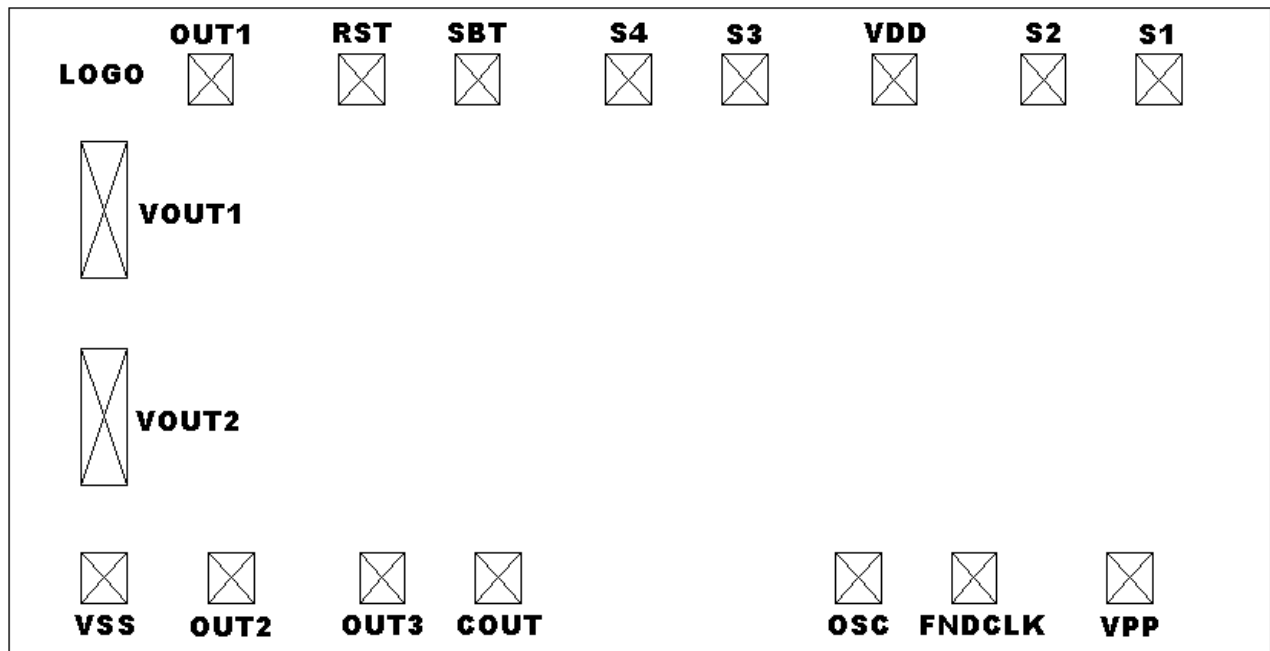 OUT1 RST SBT S4 S3 VDD S2 S1
LOGO
VOUT1
VOUT2
VSS OUT2 OUT3 COUT OSC FNDCLK VPP